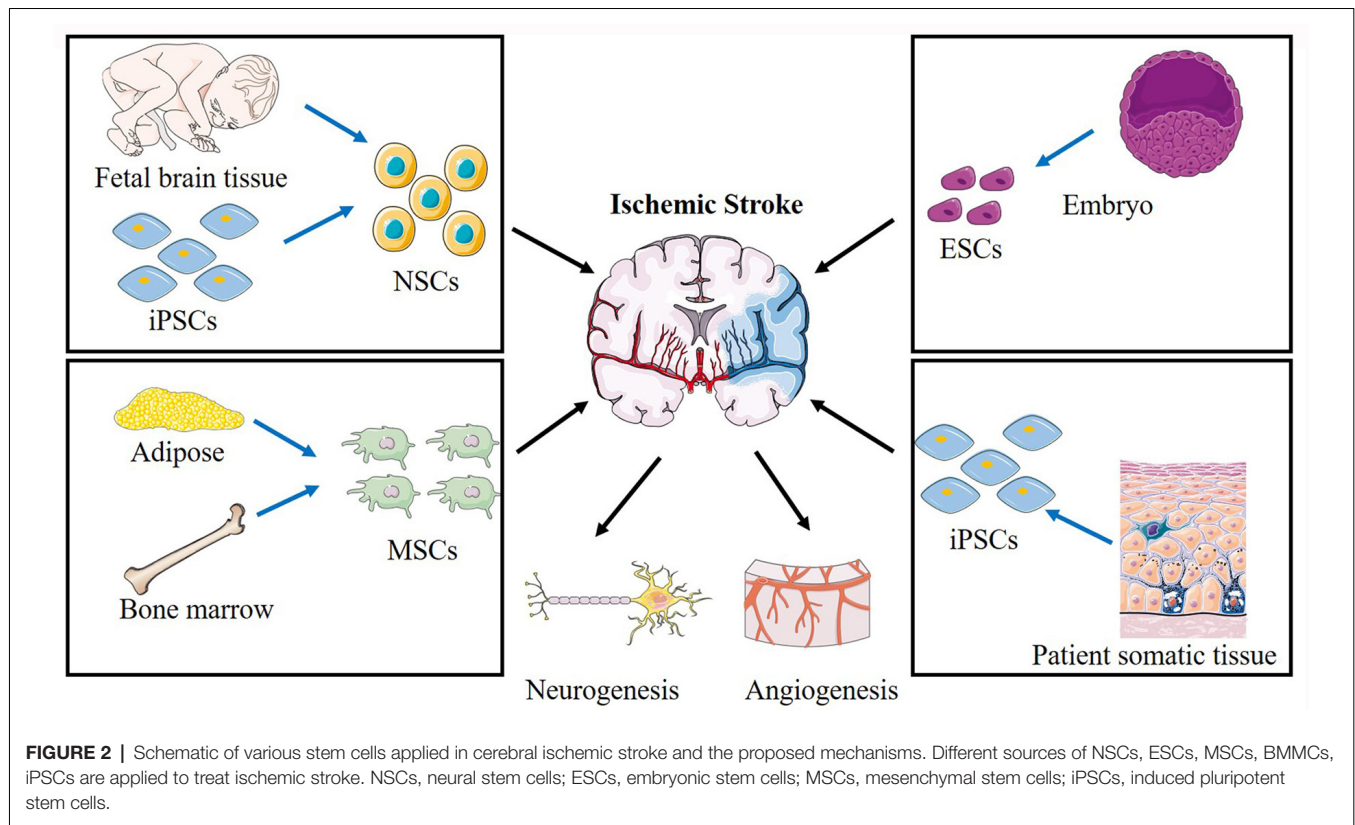 Fetal brain tissue
iPSCs
NSCs
Ischemic Stroke
ESCs
Embryo
Adipose
Bone marrow
MSCs
iPSCs
Patient somatic tissue
Neurogenesis
Angiogenesis
FIGURE 2 | Schematic of various stem cells applied in cerebral ischemic stroke and the proposed mechanisms. Different sources of NSCs, ESCs, MSCs, BMMCs,
iPSCs are applied to treat ischemic stroke. NSCs, neural stem cells; ESCs, embryonic stem cells; MSCs, mesenchymal stem cells; iPSCs, induced pluripotent
stem cells.